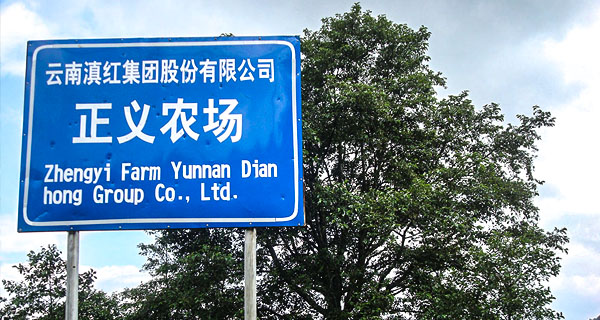 云南滇红集团股份有限公司
正义农场
Zhengyi Farm Yunnan Dian
hong Group Co., Ltd.